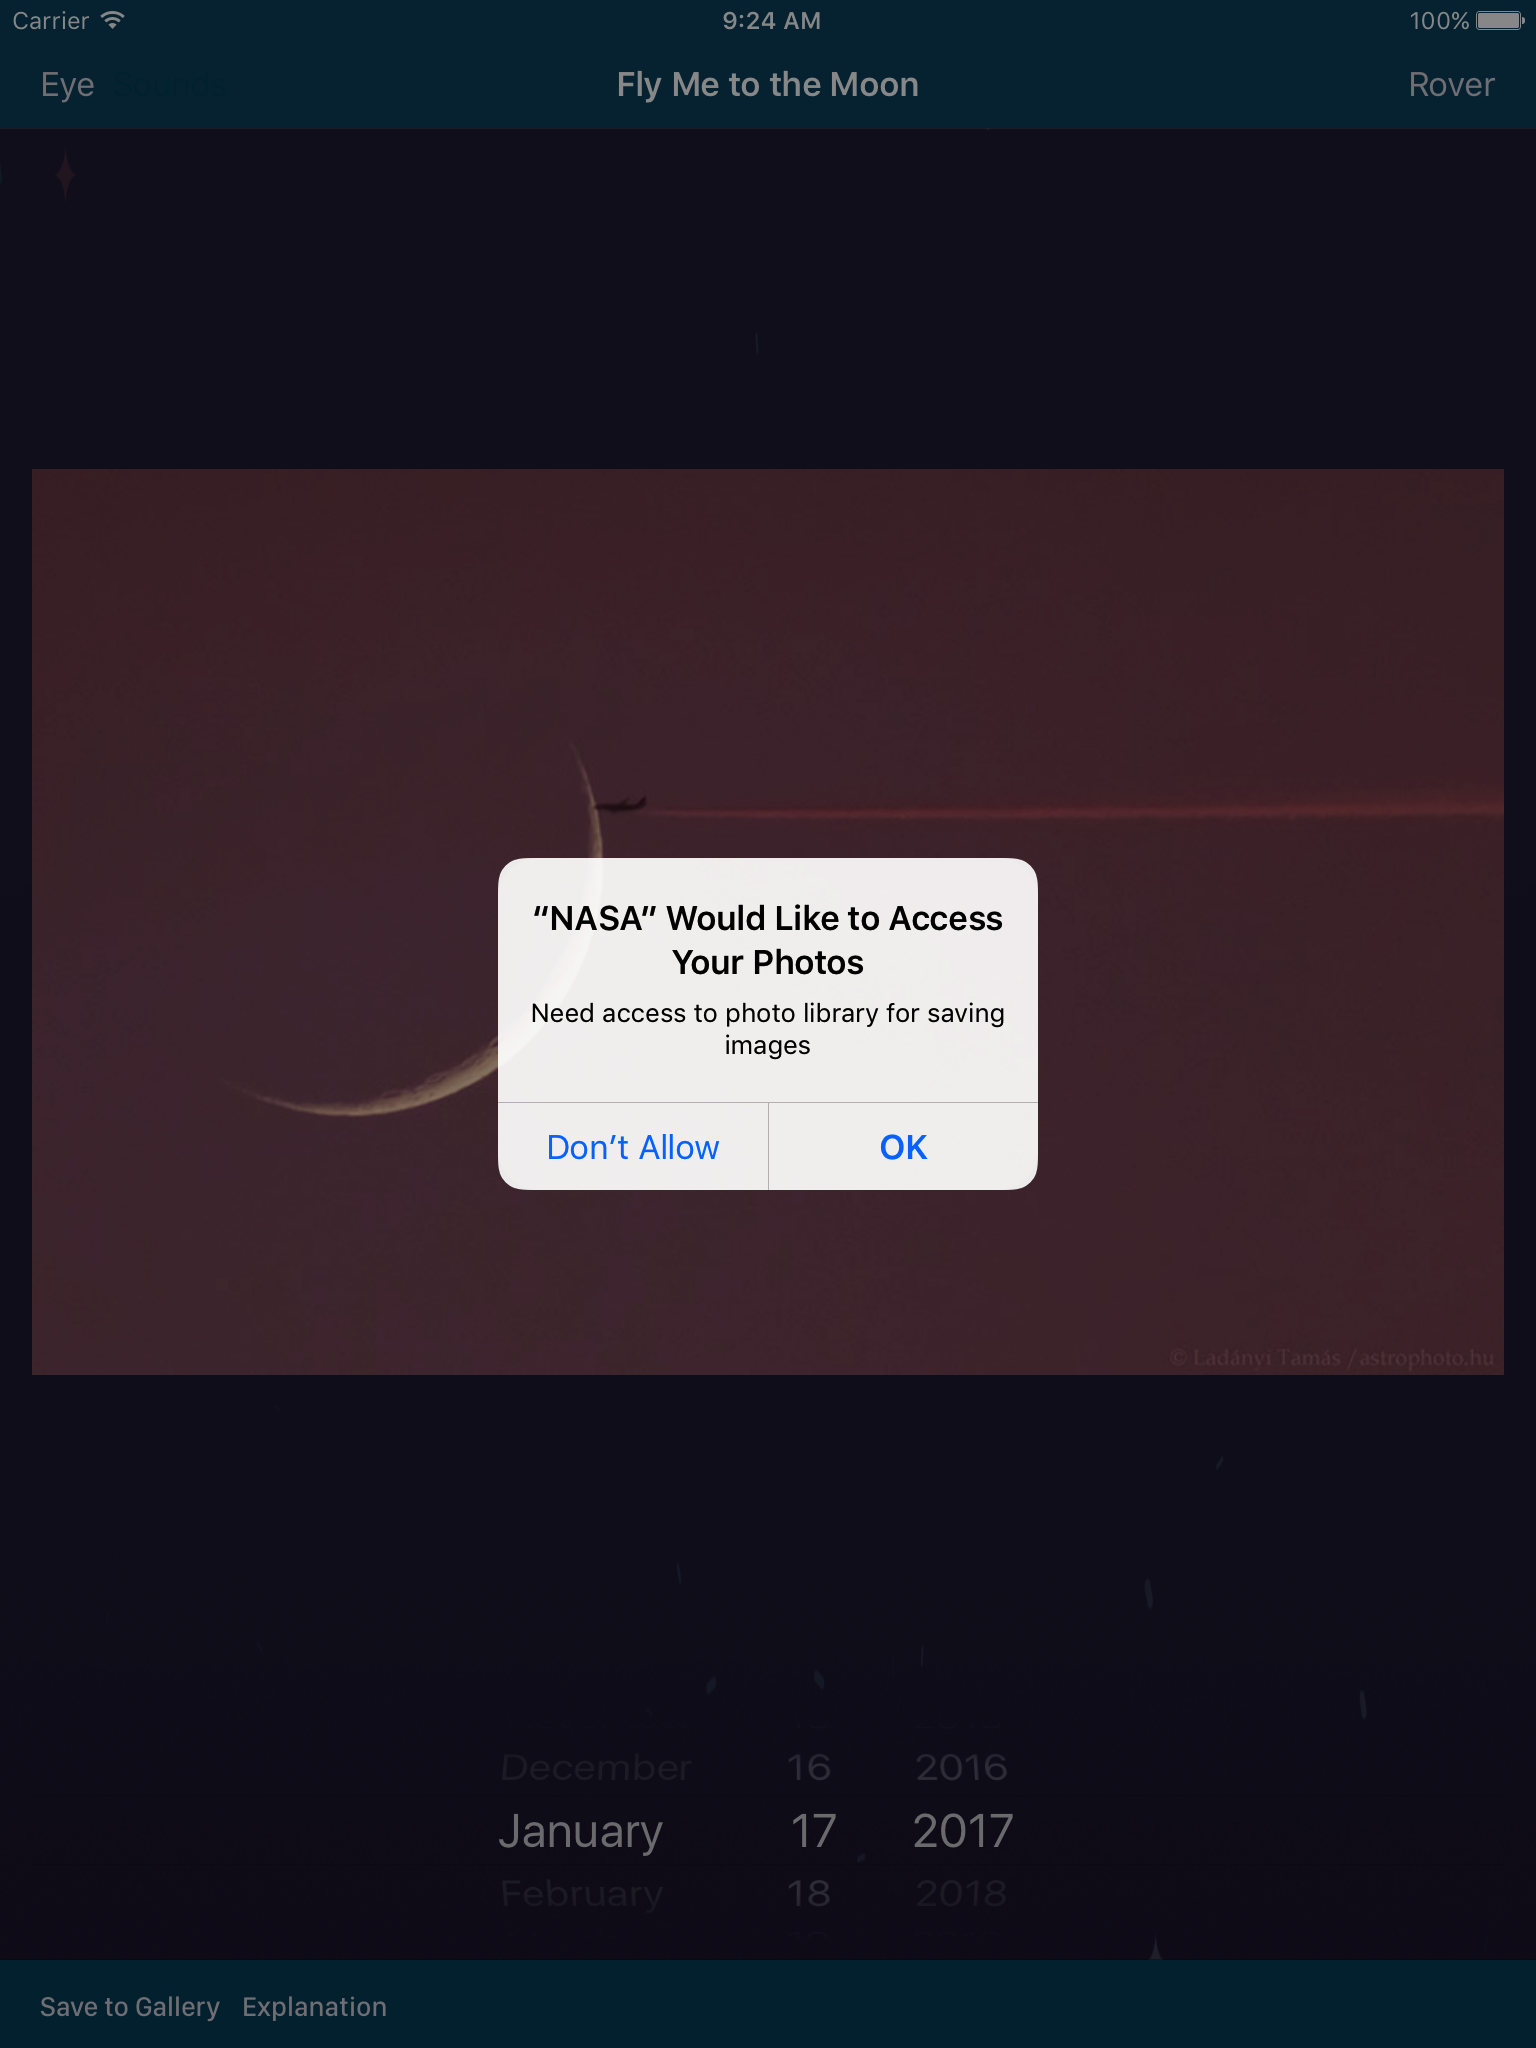 Carrier 9:24 AM 100%
Eye Sounds Fly Me to the Moon Rover
“NASA” Would Like to Access
Your Photos
Need access to photo library for saving
images
Don’t Allow OK
© Ladányi Tamás / astrophoto.hu
December 16 2016
January 17 2017
February 18 2018
Save to Gallery Explanation